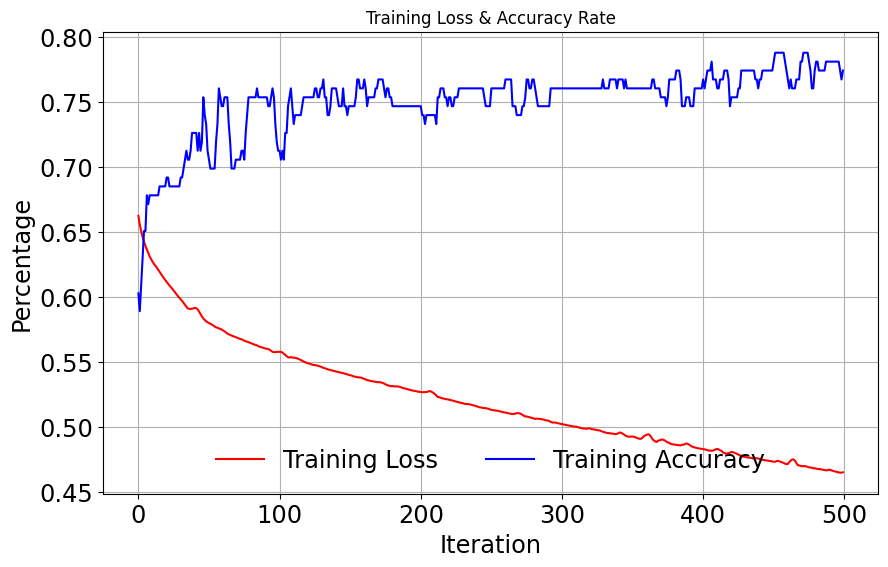 Training Loss & Accuracy Rate
Percentage
0.80
0.75
0.70
0.65
0.60
0.55
0.50
0.45
Training Loss Training Accuracy
0 100 200 300 400 500
Iteration